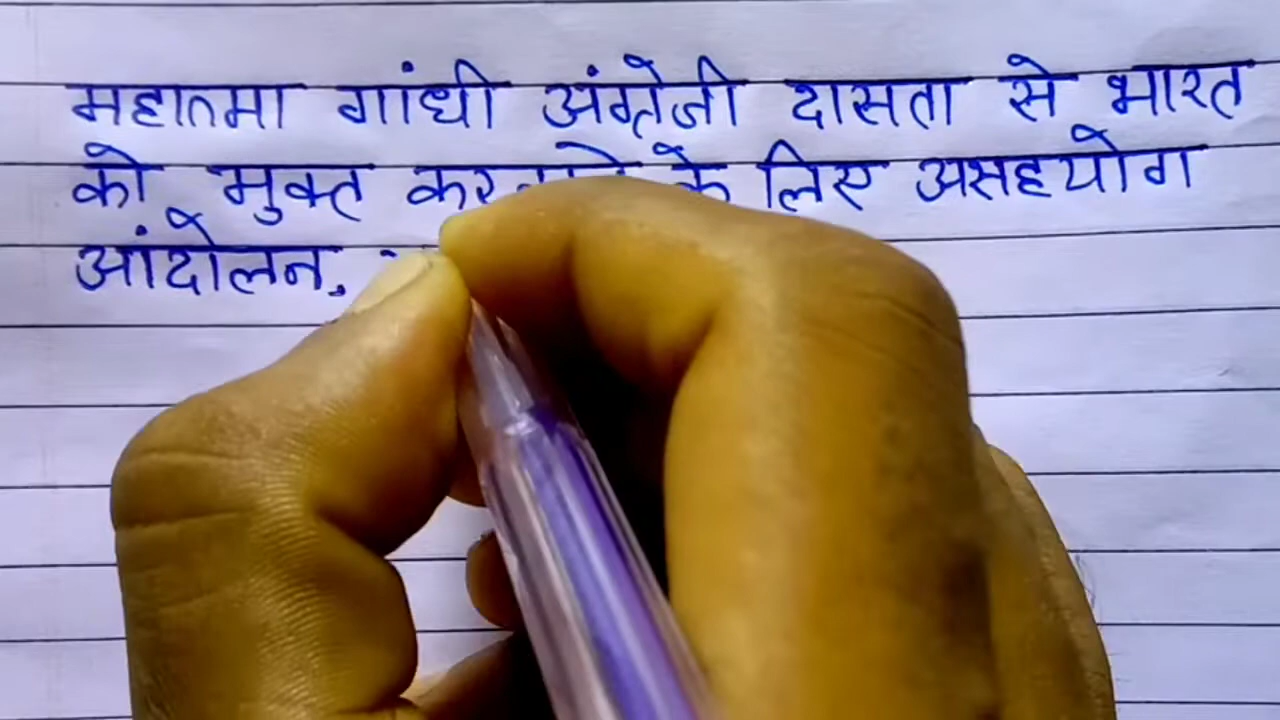 महात्मा गांधी अंग्रेजी दासता से भारत
को मुक्त के लिए असहयोग
आंदोलन,